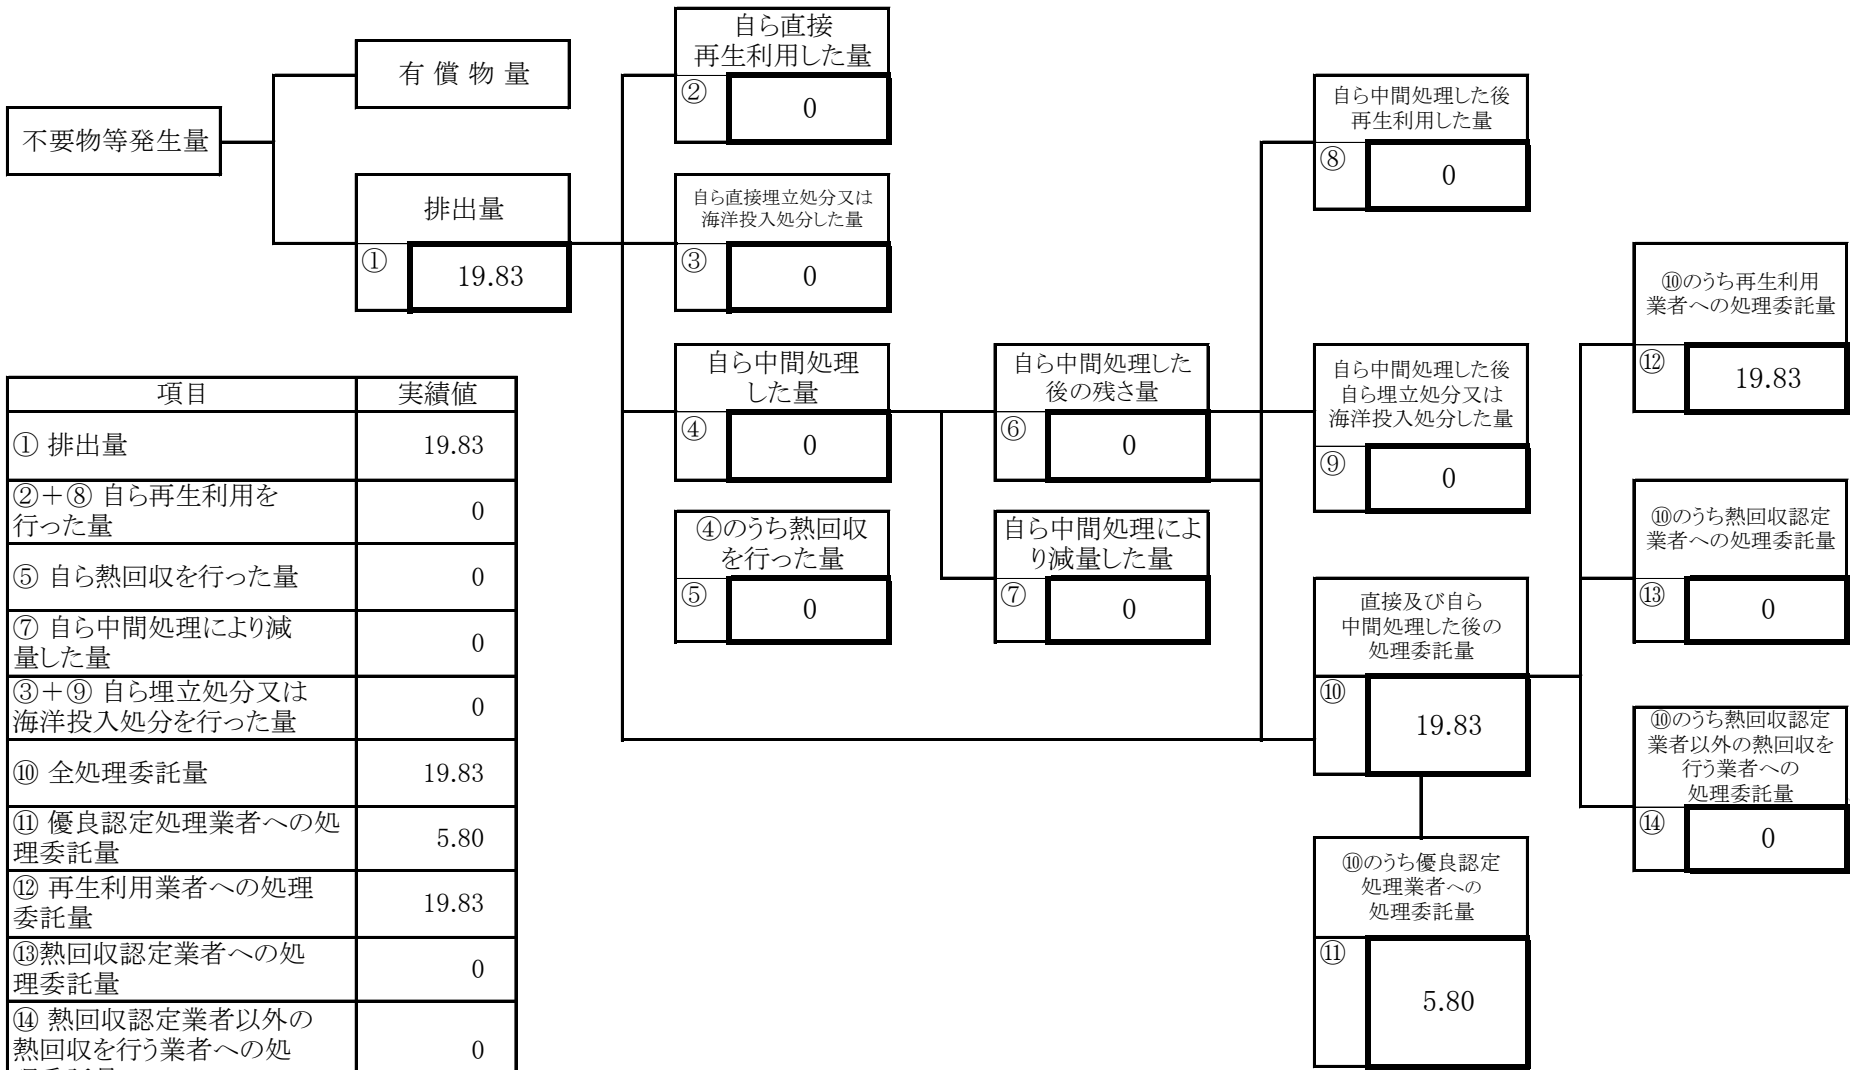 不要物等発生量
有 償 物 量
排出量
①
19.83
自ら直接
再生利用した量
②
0
自ら直接埋立処分又は
海洋投入処分した量
③
0
自ら中間処理
した量
④
0
④のうち熱回収
を行った量
⑤
0
自ら中間処理した
後の残さ量
⑥
0
自ら中間処理によ
り減量した量
⑦
0
自ら中間処理した後
再生利用した量
⑧
0
自ら中間処理した後
自ら埋立処分又は
海洋投入処分した量
⑨
0
直接及び自ら
中間処理した後の
処理委託量
⑩
19.83
⑩のうち優良認定
処理業者への
処理委託量
⑪
5.80
⑩のうち再生利用
業者への処理委託量
⑫
19.83
⑩のうち熱回収認定
業者への処理委託量
⑬
0
⑩のうち熱回収認定
業者以外の熱回収を
行う業者への
処理委託量
⑭
0
項目 実績値
① 排出量 19.83
②＋⑧ 自ら再生利用を
行った量 0
⑤ 自ら熱回収を行った量 0
⑦ 自ら中間処理により減
量した量 0
③＋⑨ 自ら埋立処分又は
海洋投入処分を行った量 0
⑩ 全処理委託量 19.83
⑪ 優良認定処理業者への処
理委託量 5.80
⑫ 再生利用業者への処理
委託量 19.83
⑬熱回収認定業者への処
理委託量 0
⑭ 熱回収認定業者以外の
熱回収を行う業者への処 0